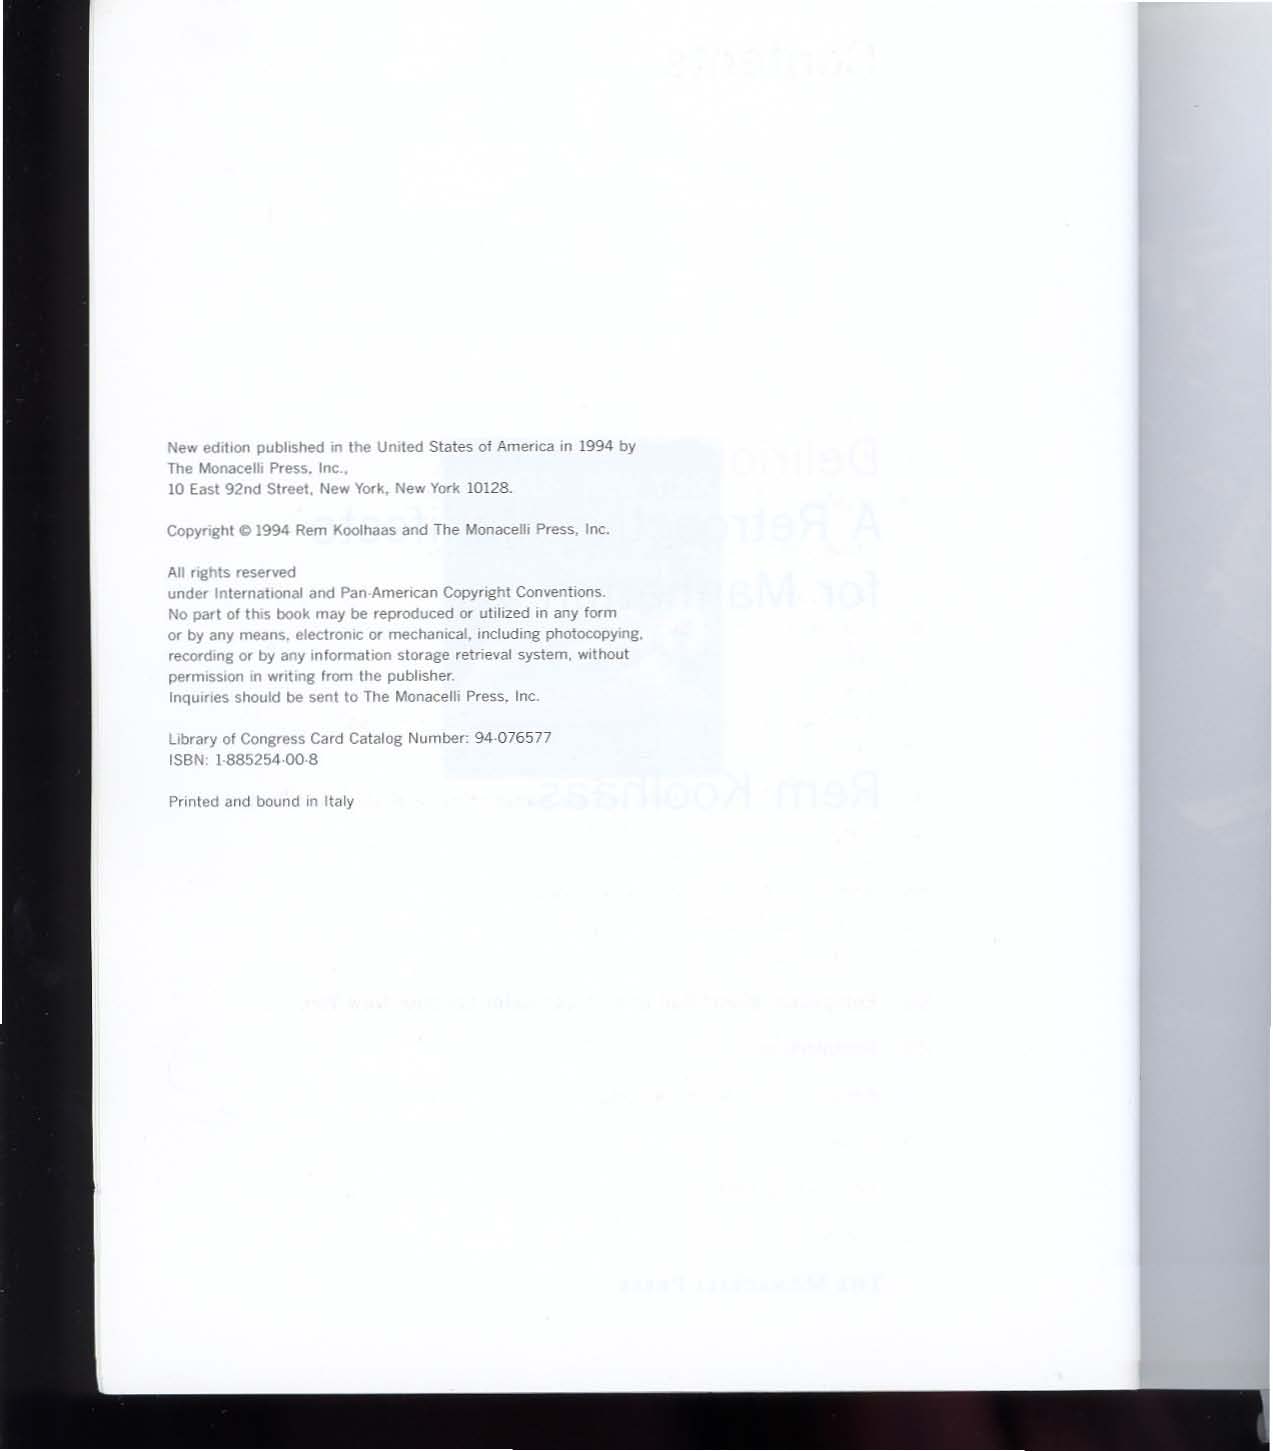 New edition published in the United States of America in 1994 by
The Monacelli Press, Inc.,
10 East 92nd Street, New York, New York 10128.
Copyright © 1994 Rem Koolhaas and The Monacelli Press, Inc.
All rights reserved
under International and Pan-American Copyright Conventions.
No part of this book may be reproduced or utilized in any form
or by any means, electronic or mechanical, including photocopying,
recording or by any information storage retrieval system, without
permission in writing from the publisher.
Inquiries should be sent to The Monacelli Press, Inc.
Library of Congress Card Catalog Number: 94-076577
ISBN: 1-885254-00-8
Printed and bound in Italy